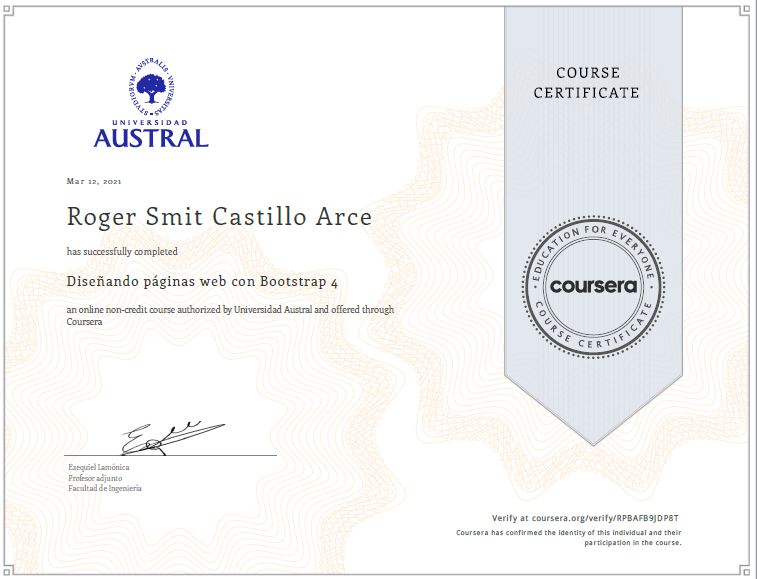 STVDIORVM · AVSTRALIS · VNIVERSITAS
UNIVERSIDAD
AUSTRAL
Mar 12, 2021
Roger Smit Castillo Arce
has successfully completed
Diseñando páginas web con Bootstrap 4
an online non-credit course authorized by Universidad Austral and offered through
Coursera
Ezequiel Lamónica
Profesor adjunto
Facultad de Ingeniería
COURSE
CERTIFICATE
EDUCATION FOR EVERYONE
coursera
COURSE CERTIFICATE
Verify at coursera.org/verify/RPBAFB9JDP8T
Coursera has confirmed the identity of this individual and their
participation in the course.